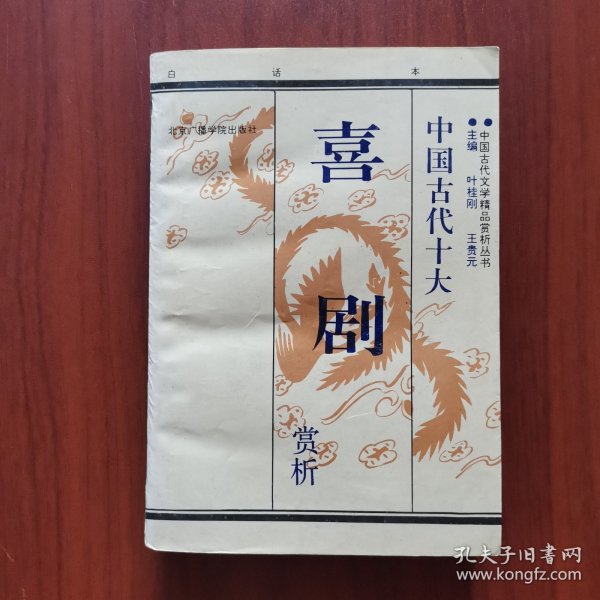 白话本
中国古代文学精品赏析丛书
主编 叶桂刚 王贵元
中国古代十大
喜剧
赏析
北京广播学院出版社
孔夫子旧书网
www.kongfz.com